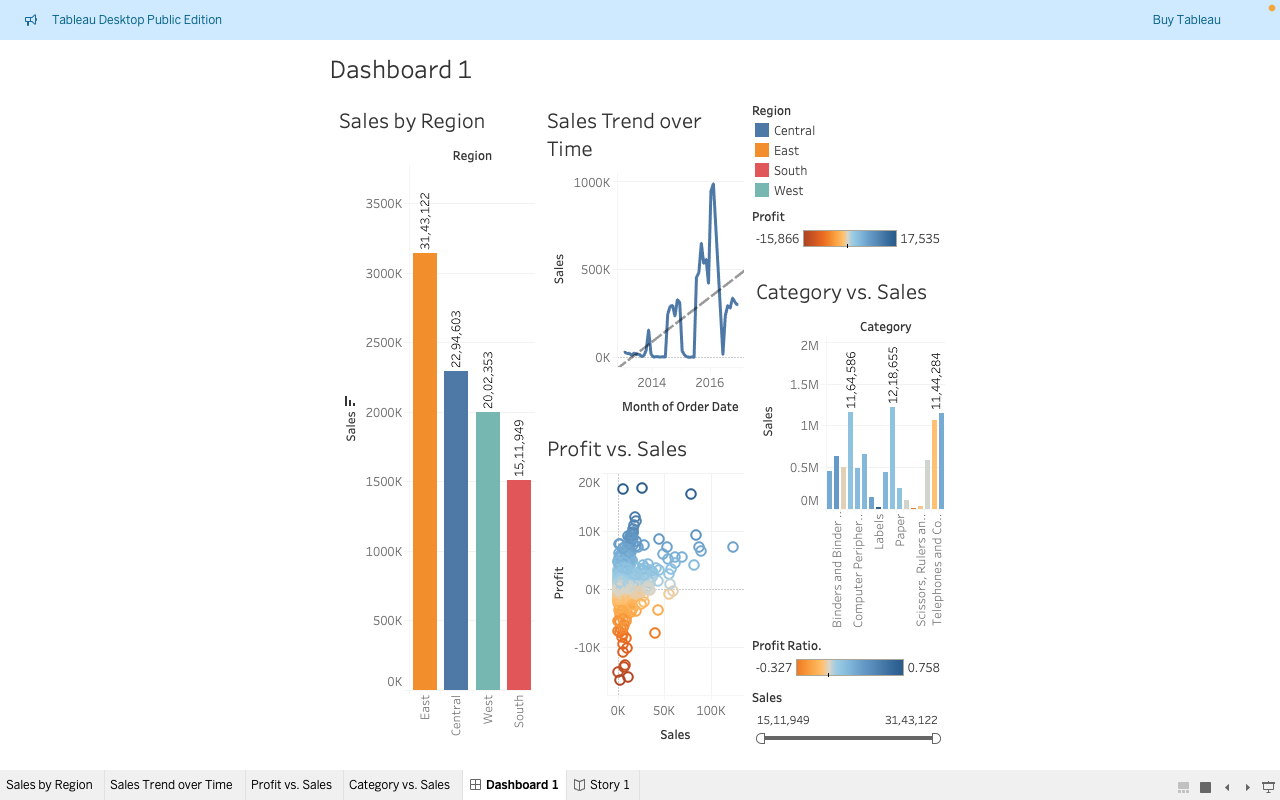 Tableau Desktop Public Edition
Buy Tableau
Dashboard 1
Sales by Region
Region
3500K
3000K
2500K
2000K
1500K
1000K
500K
0K
Sales
31,43,122
22,94,603
20,02,353
15,11,949
East
Central
West
South
Sales Trend over
Time
1000K
500K
0K
Sales
2014
2016
Month of Order Date
Profit vs. Sales
20K
10K
0K
-10K
Profit
0K
50K
100K
Sales
Region
Central
East
South
West
Profit
-15,866
17,535
Category vs. Sales
Category
2M
1.5M
1M
0.5M
0M
Sales
11,64,586
12,18,655
11,44,284
Binders and Binder ..
Computer Peripher..
Labels
Paper
Scissors, Rulers an..
Telephones and Co..
Profit Ratio.
-0.327
0.758
Sales
15,11,949
31,43,122
Sales by Region
Sales Trend over Time
Profit vs. Sales
Category vs. Sales
Dashboard 1
Story 1